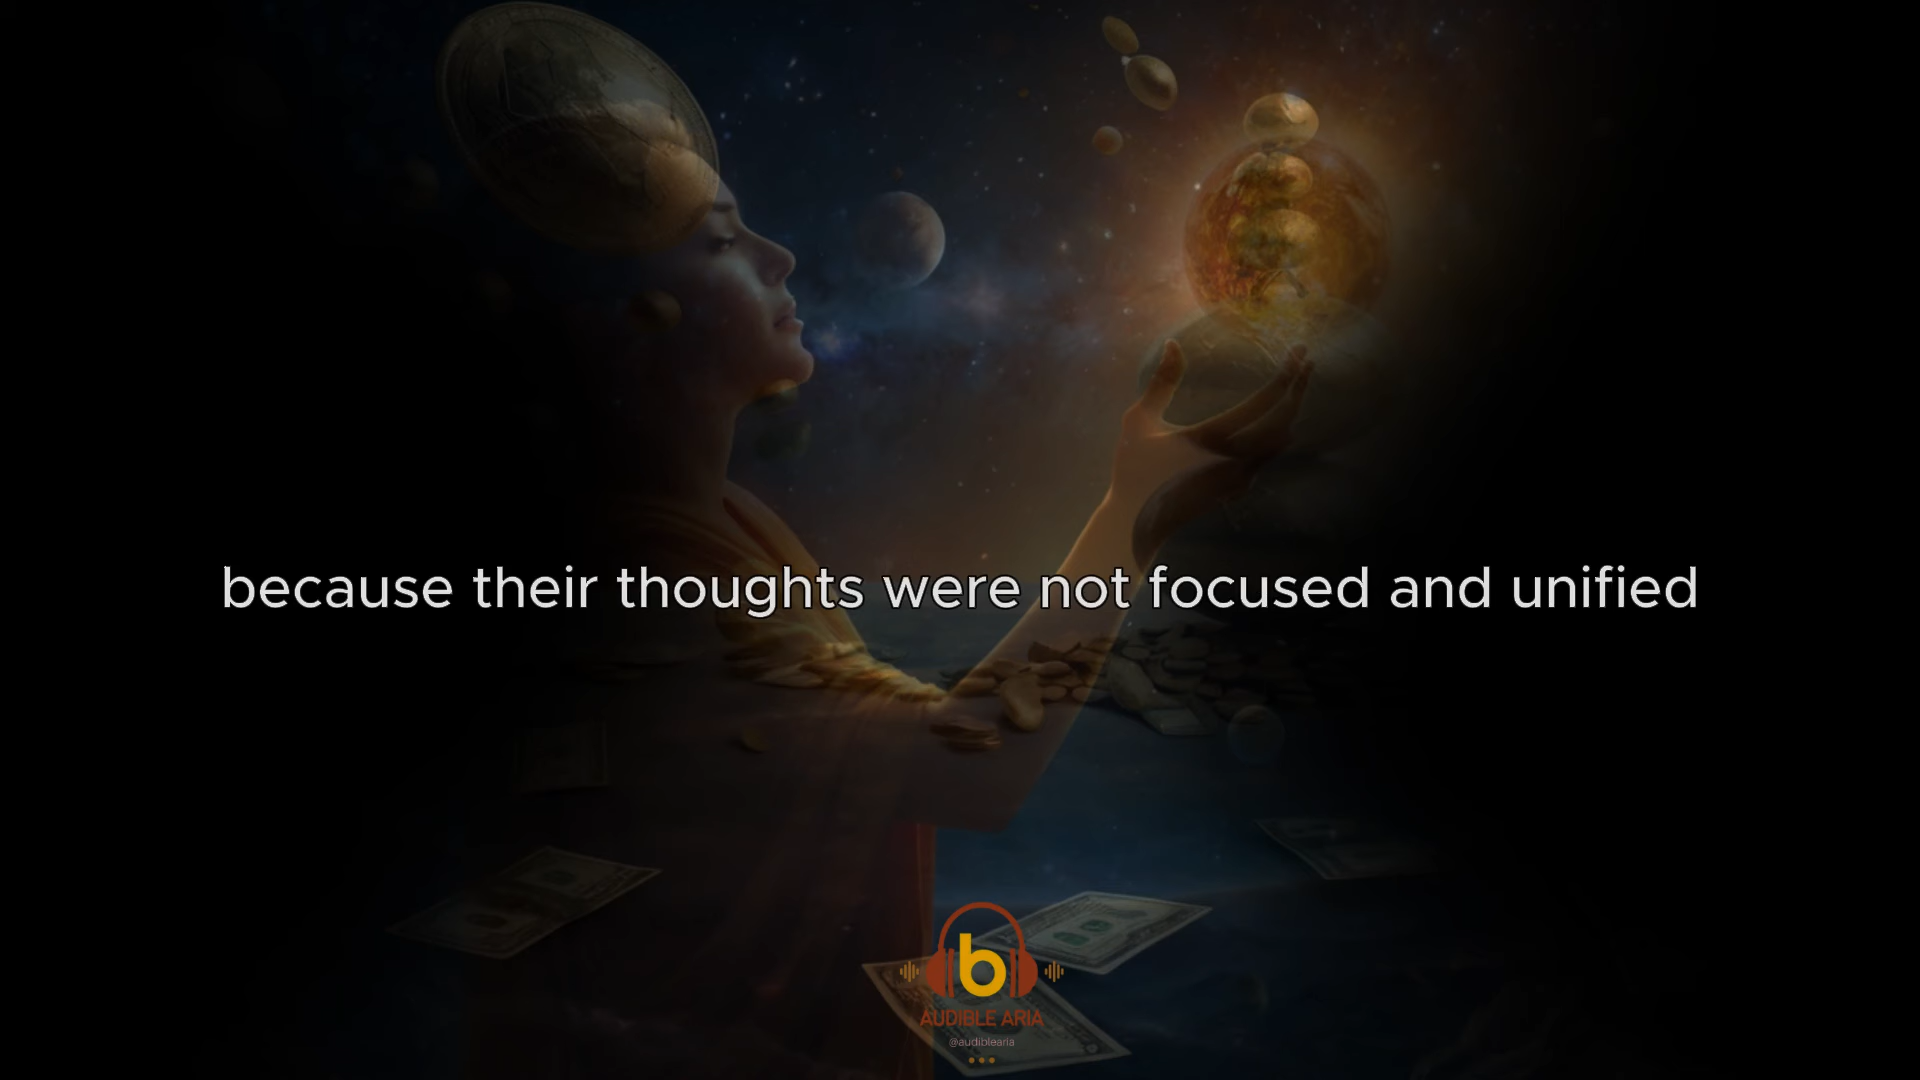 because their thoughts were not focused and unified
b
AUDIBLE ARIA
@audiblearia